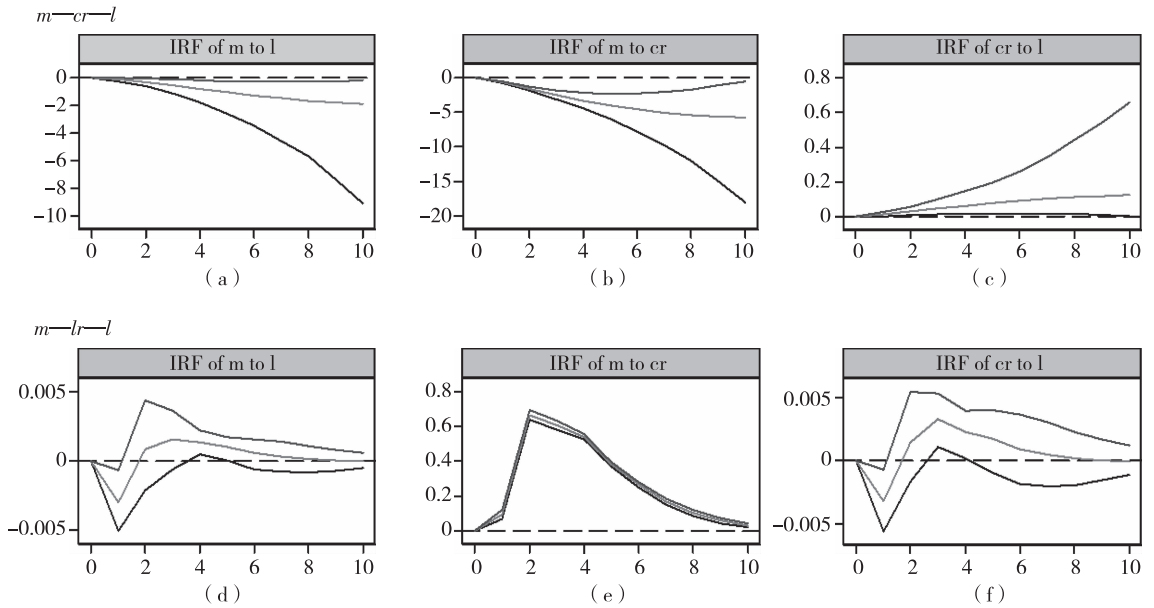 m—cr—l
IRF of m to l
IRF of m to cr
IRF of cr to l
0
−2
−4
−6
−8
−10
0 2 4 6 8 10
(a)
0
−5
−10
−15
−20
0 2 4 6 8 10
(b)
0.8
0.6
0.4
0.2
0
0 2 4 6 8 10
(c)
m—lr—l
IRF of m to l
IRF of m to cr
IRF of cr to l
0.005
0
−0.005
0 2 4 6 8 10
(d)
0.8
0.6
0.4
0.2
0
0 2 4 6 8 10
(e)
0.005
0
−0.005
0 2 4 6 8 10
(f)